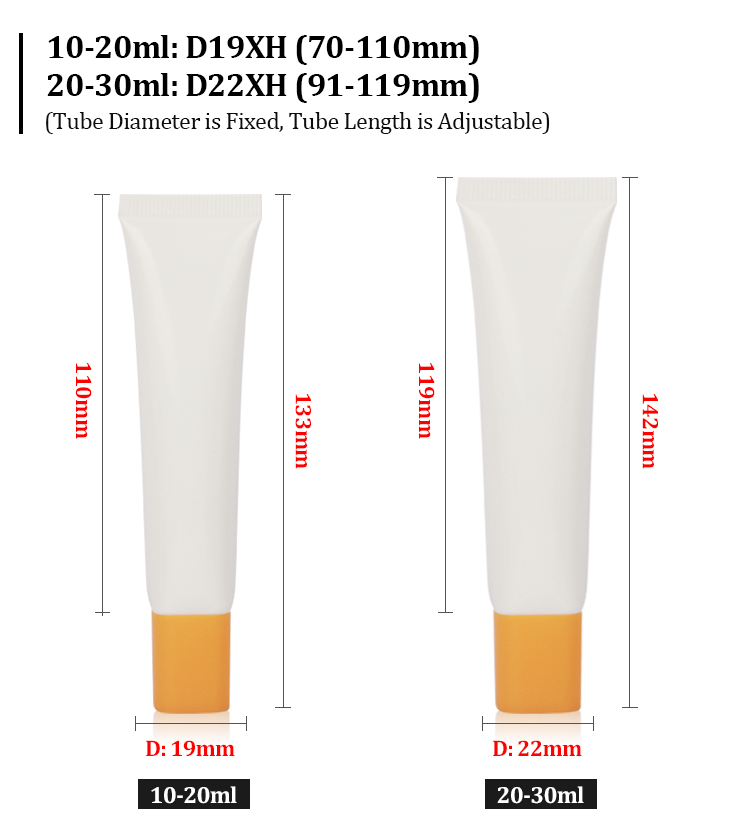 10-20ml: D19XH (70-110mm)
20-30ml: D22XH (91-119mm)
(Tube Diameter is Fixed, Tube Length is Adjustable)
110mm
133mm
119mm
142mm
D: 19mm
D: 22mm
10-20ml
20-30ml